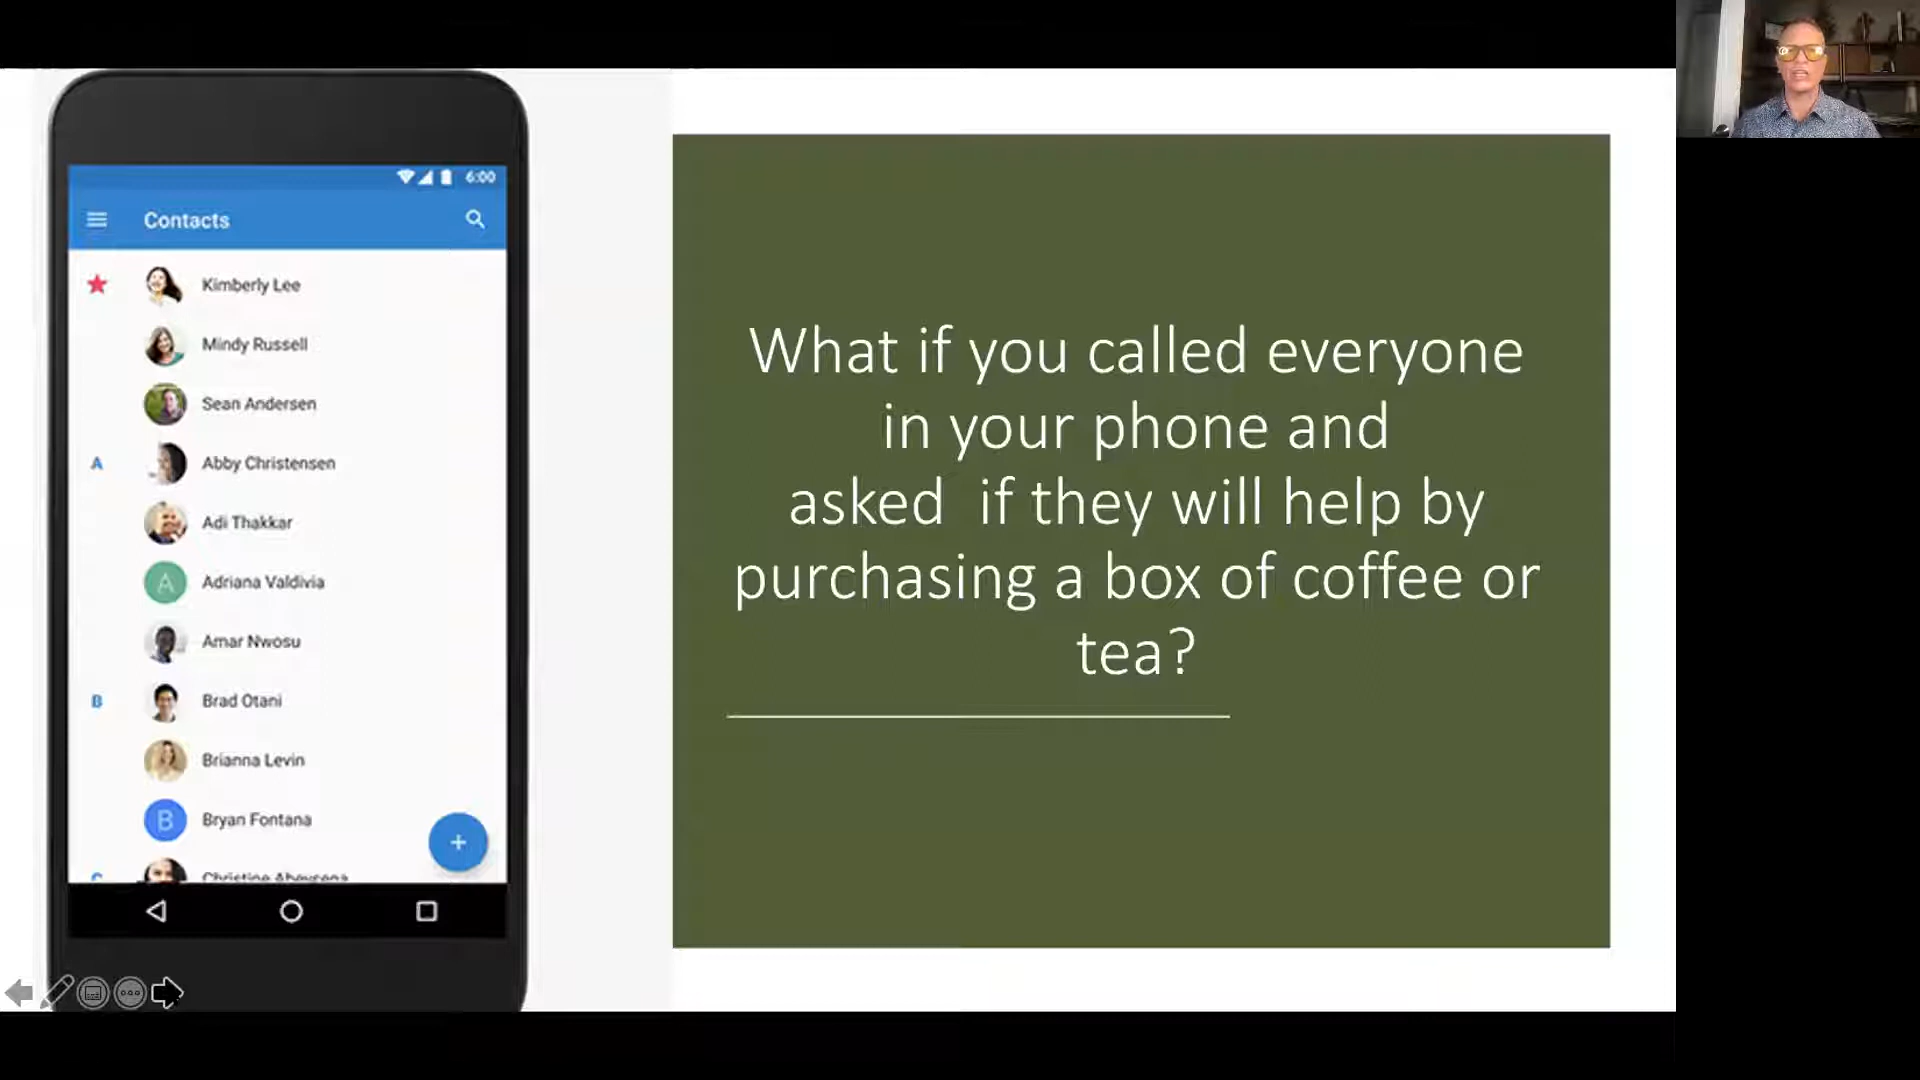 6:00
Contacts
Kimberly Lee
Mindy Russell
Sean Andersen
A
Abby Christensen
Adi Thakkar
A
Adriana Valdivia
Amar Nwosu
B
Brad Otani
Brianna Levin
B
Bryan Fontana
+
C
Christine Abeysena
What if you called everyone
in your phone and
asked if they will help by
purchasing a box of coffee or
tea?